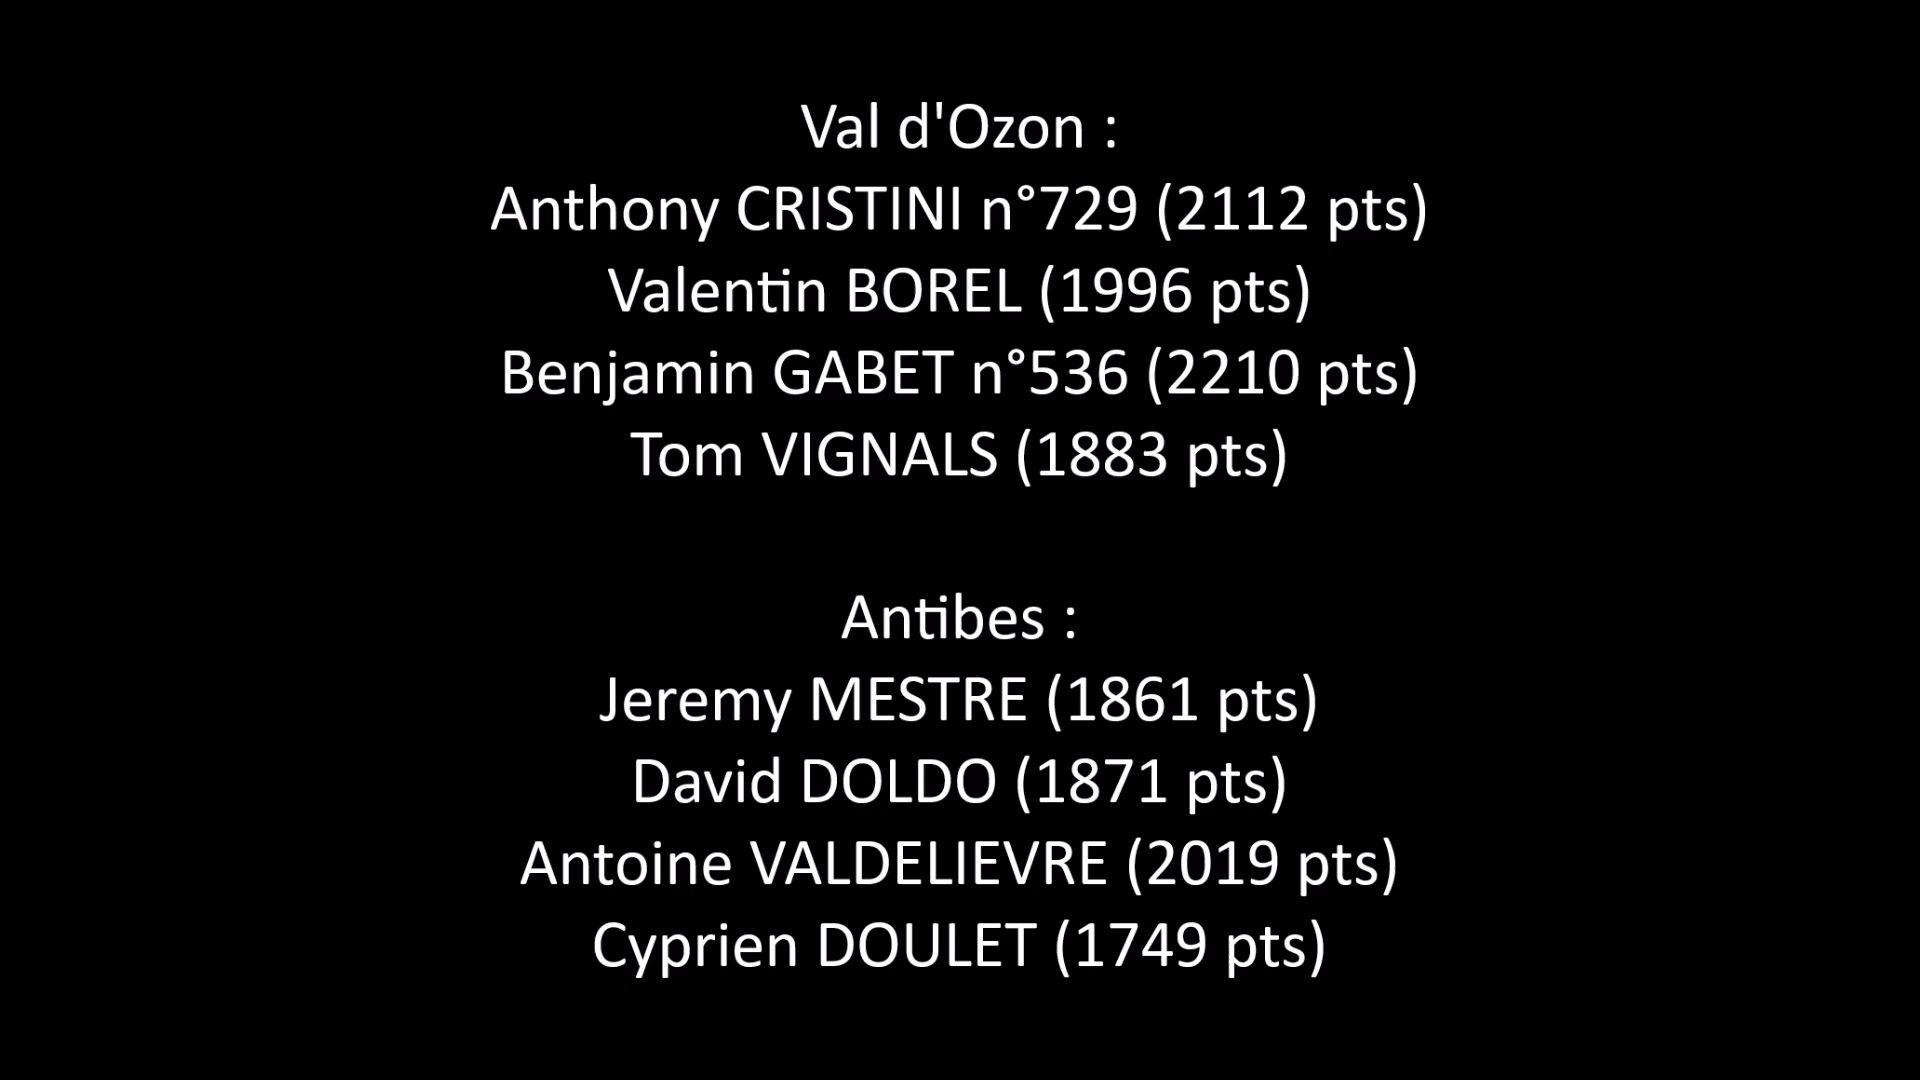 Val d'Ozon :
Anthony CRISTINI n°729 (2112 pts)
Valentin BOREL (1996 pts)
Benjamin GABET n°536 (2210 pts)
Tom VIGNALS (1883 pts)
Antibes :
Jeremy MESTRE (1861 pts)
David DOLDO (1871 pts)
Antoine VALDELIEVRE (2019 pts)
Cyprien DOULET (1749 pts)